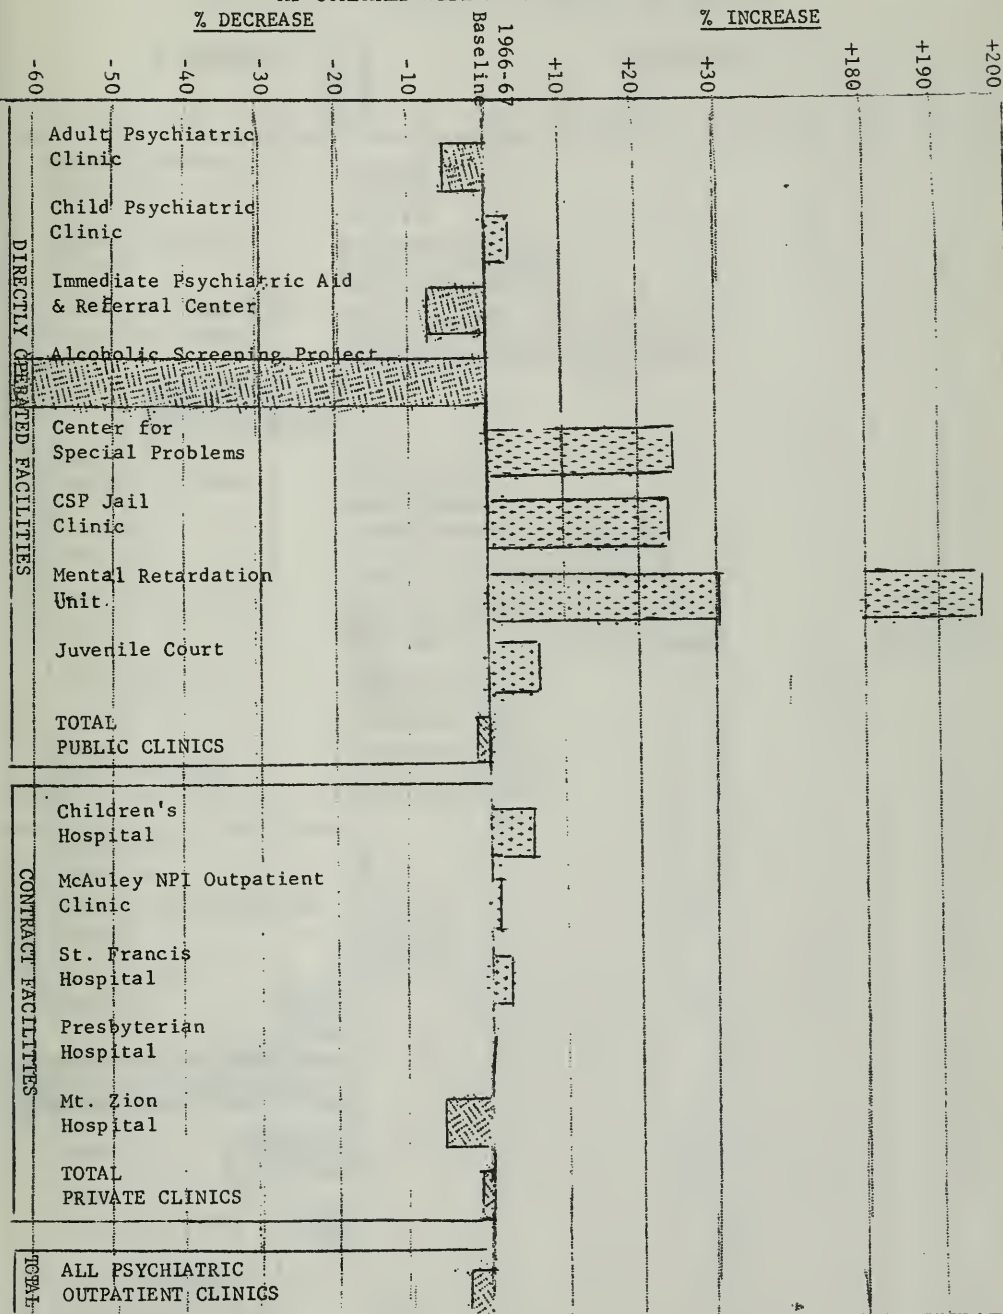 % DECREASE
% INCREASE
-60
-50
-40
-30
-20
-10
Baseline
1966-67
+10
+20
+30
+180
+190
+200
DIRECTLY OPERATED FACILITIES
Adult Psychiatric
Clinic
Child Psychiatric
Clinic
Immediate Psychiatric Aid
& Referral Center
Alcoholic Screening Project
Center for
Special Problems
CSP Jail
Clinic
Mental Retardation
Unit.
Juvenile Court
TOTAL
PUBLIC CLINICS
CONTRACT FACILITIES
Children's
Hospital
McAuley NPI Outpatient
Clinic
St. Francis
Hospital
Presbyterian
Hospital
Mt. Zion
Hospital
TOTAL
PRIVATE CLINICS
TOTAL
ALL PSYCHIATRIC
OUTPATIENT CLINICS